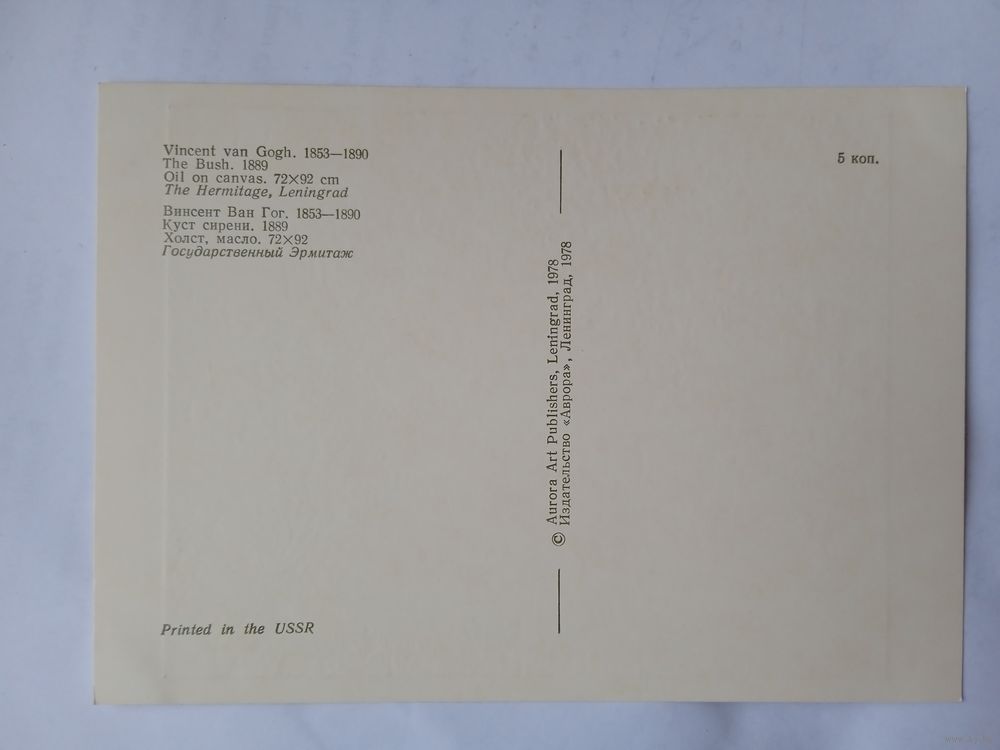 Vincent van Gogh. 1853—1890
The Bush. 1889
Oil on canvas. 72×92 cm
The Hermitage, Leningrad
Винсент Ван Гог. 1853—1890
Куст сирени. 1889
Холст, масло. 72×92
Государственный Эрмитаж
Printed in the USSR
© Aurora Art Publishers, Leningrad, 1978
Издательство «Аврора», Ленинград, 1978
5 коп.